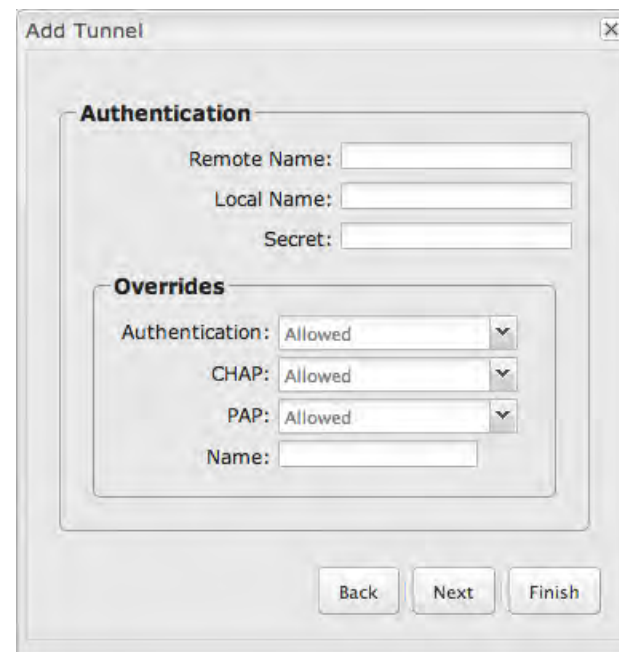 Add Tunnel
Authentication
Remote Name:
Local Name:
Secret:
Overrides
Authentication: Allowed
CHAP: Allowed
PAP: Allowed
Name:
Back Next Finish